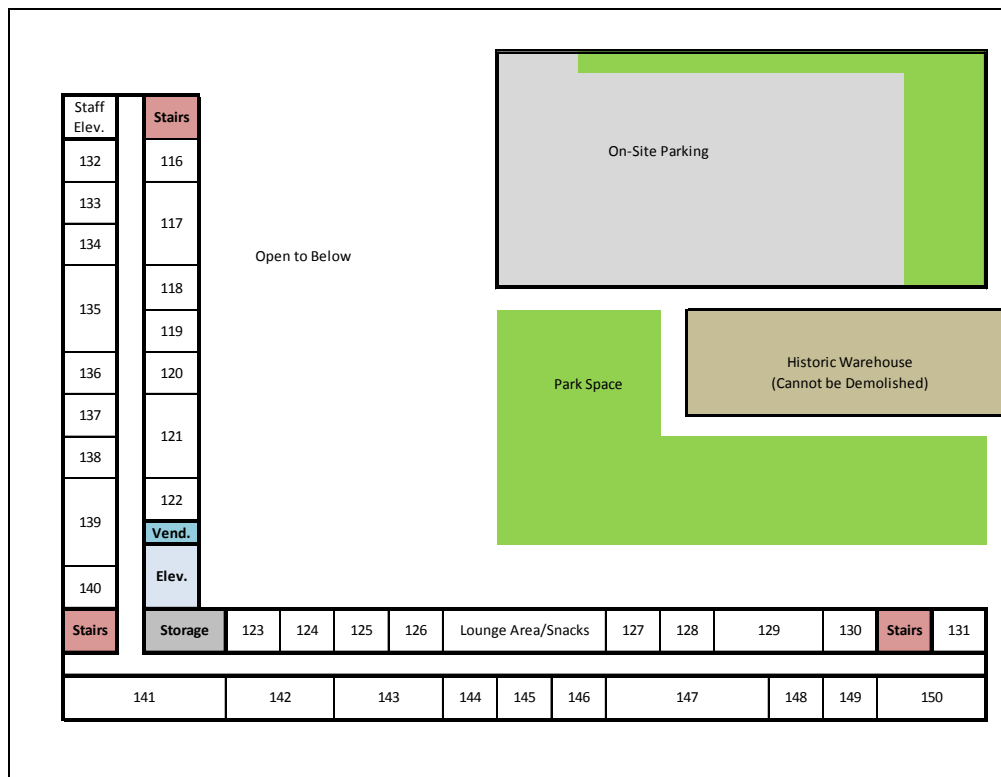 Staff
Elev.
Stairs
On-Site Parking
132
116
133
117
134
Open to Below
118
135
119
Historic Warehouse
(Cannot be Demolished)
136
120
Park Space
137
121
138
122
139
Vend.
Elev.
140
Stairs
Storage
123
124
125
126
Lounge Area/Snacks
127
128
129
130
Stairs
131
141
142
143
144
145
146
147
148
149
150